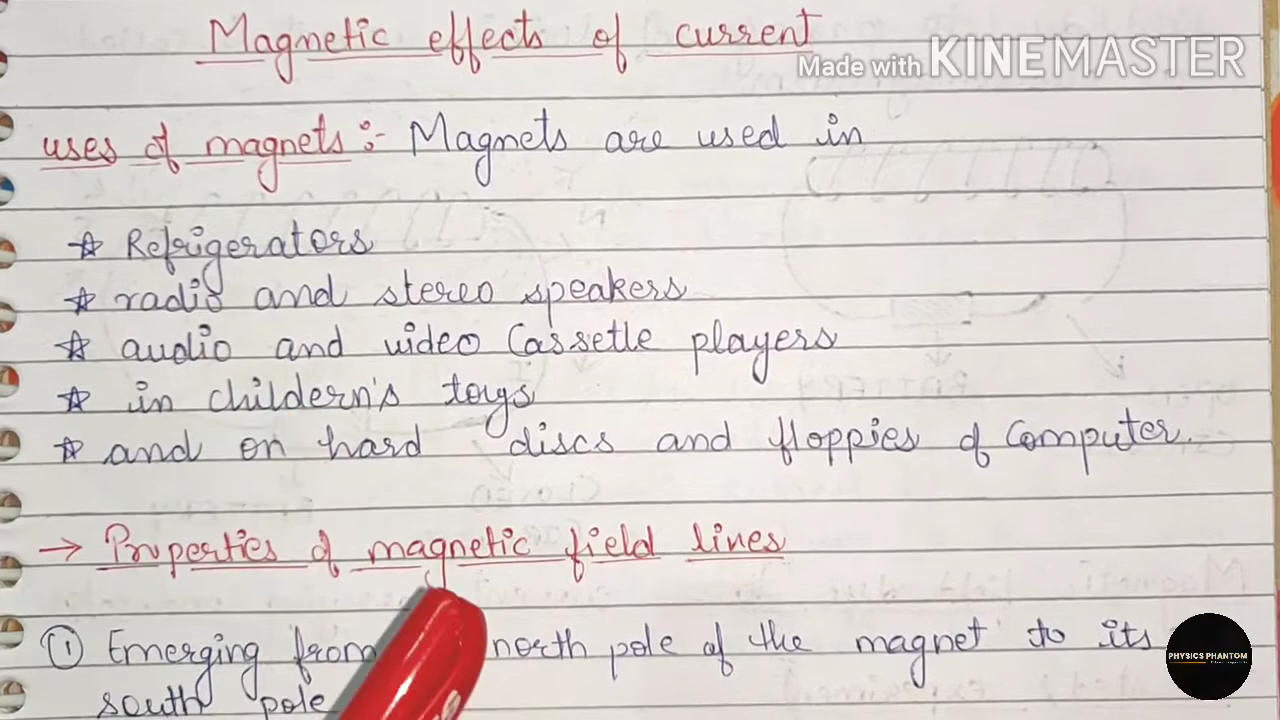 Magnetic effects of current
Made with KINEMASTER
uses of magnets:- Magnets are used in
☆ Refrigerators
☆ radio and stereo speakers
☆ audio and video Cassette players
☆ in childern's toys
☆ and on hard discs and floppies of Computer.
→ Properties of magnetic field lines
① Emerging from north pole of the magnet to its
south pole
PHYSICS PHANTOM